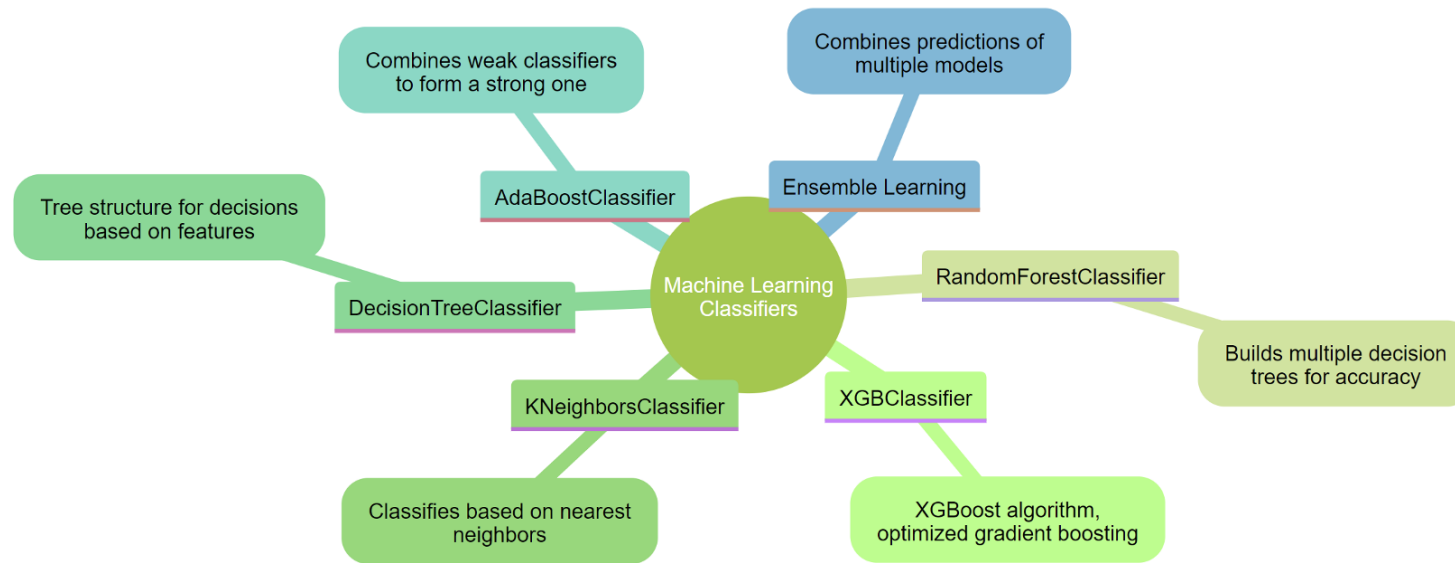 Combines weak classifiers
to form a strong one
Combines predictions of
multiple models
AdaBoostClassifier
Ensemble Learning
Tree structure for decisions
based on features
DecisionTreeClassifier
Machine Learning
Classifiers
RandomForestClassifier
Builds multiple decision
trees for accuracy
KNeighborsClassifier
XGBClassifier
Classifies based on nearest
neighbors
XGBoost algorithm,
optimized gradient boosting